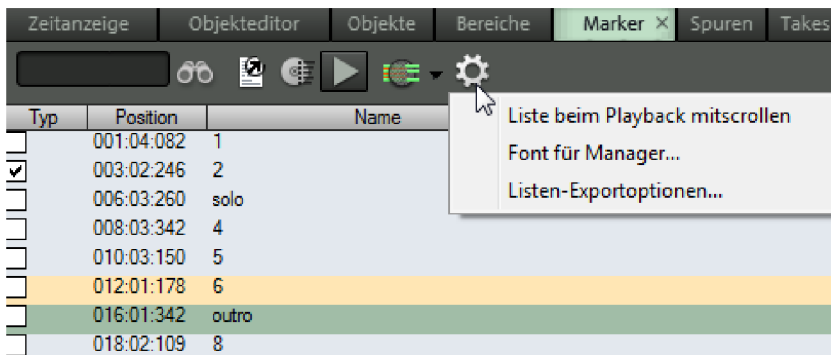 Zeitanzeige Objekteditor Objekte Bereiche Marker Spuren Takes
Typ Position Name
Liste beim Playback mitscrollen
Font für Manager...
Listen-Exportoptionen...
001:04:082 1
003:02:246 2
006:03:260 solo
008:03:342 4
010:03:150 5
012:01:178 6
016:01:342 outro
018:02:109 8